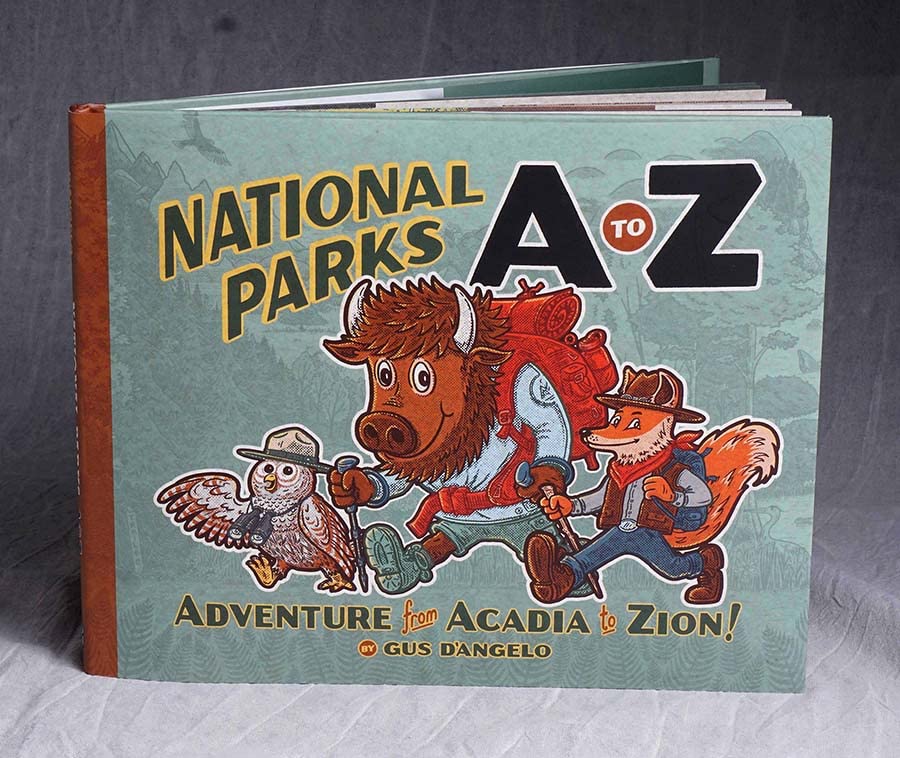 NATIONAL
PARKS
A TO Z
ADVENTURE from ACADIA to ZION!
BY GUS D'ANGELO